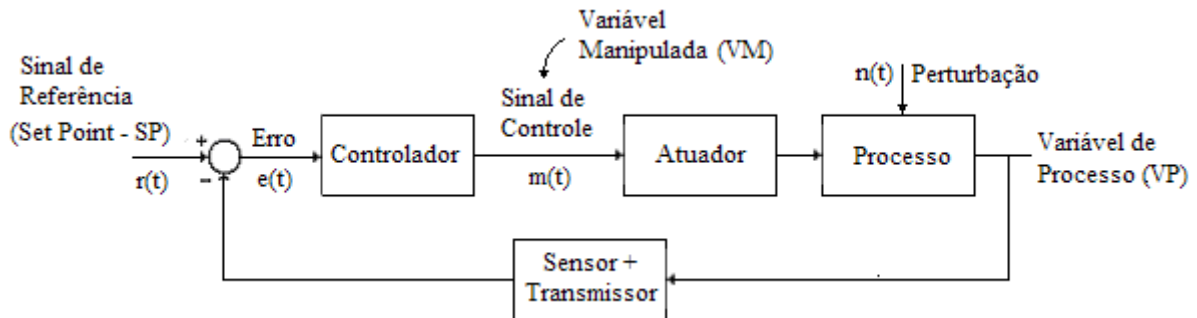 Variável
Manipulada (VM)
Sinal de
Referência
(Set Point - SP)
+
−
r(t)
Erro
e(t)
Controlador
Sinal de
Controle
m(t)
Atuador
n(t)
Perturbação
Processo
Variável de
Processo (VP)
Sensor +
Transmissor